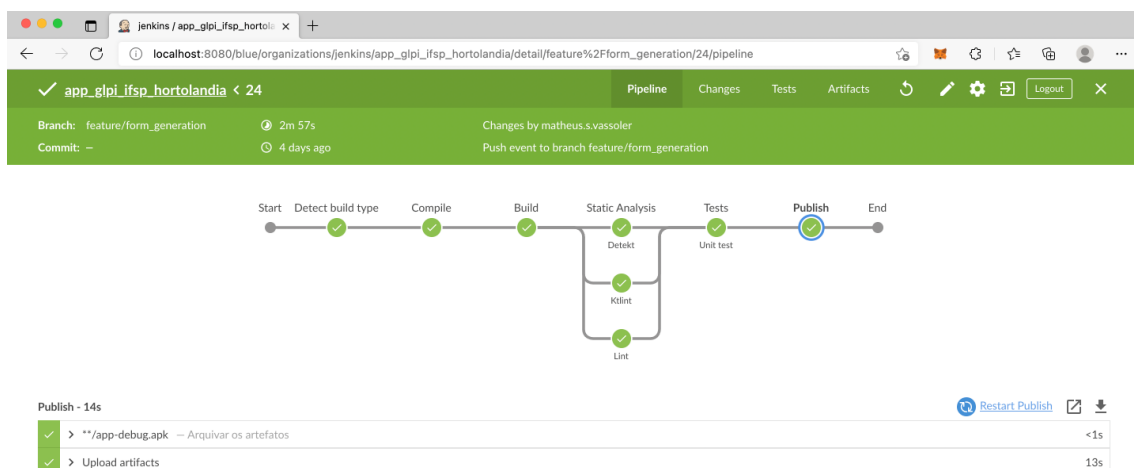 jenkins / app_glpi_ifsp_hortola
localhost:8080/blue/organizations/jenkins/app_glpi_ifsp_hortolandia/detail/feature%2Fform_generation/24/pipeline
app_glpi_ifsp_hortolandia < 24 Pipeline Changes Tests Artifacts Logout
Branch: feature/form_generation 2m 57s Changes by matheus.s.vassoler
Commit: – 4 days ago Push event to branch feature/form_generation
Start Detect build type Compile Build Static Analysis Tests Publish End
Detekt Unit test
Ktlint
Lint
Publish - 14s Restart Publish
**/app-debug.apk – Arquivar os artefatos <1s
Upload artifacts 13s